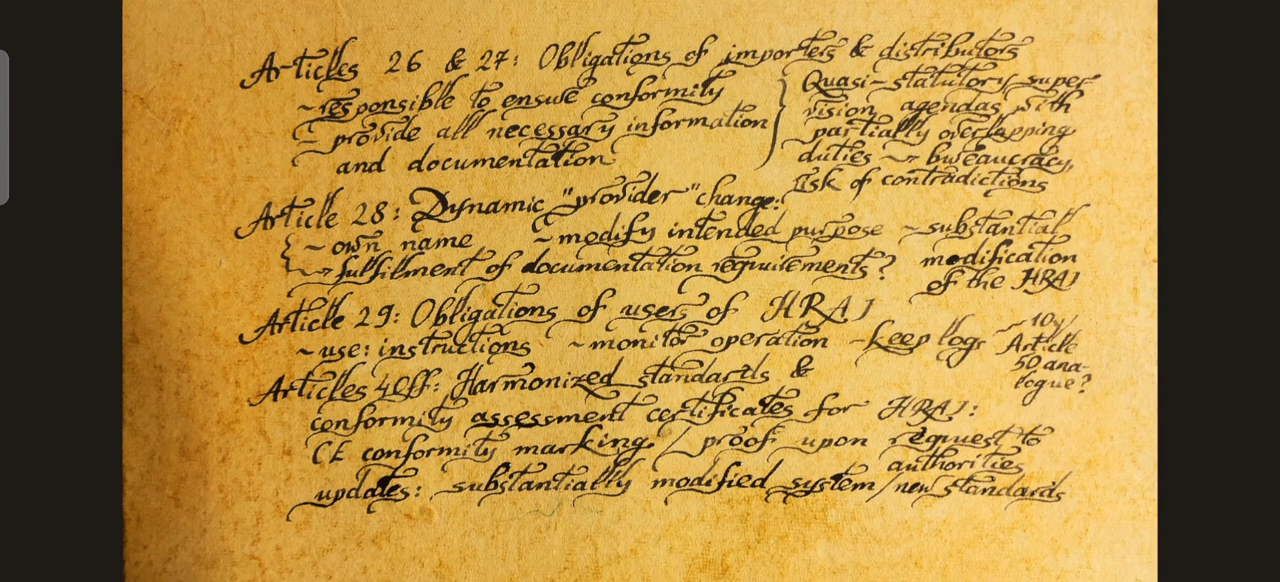 Articles 26 & 27: Obligations of importers & distributors
~ responsible to ensure conformity
~ provide all necessary information
and documentation
} Quasi-statutory super
vision agendas with
partially overlapping
duties ~→ bureaucracy,
risk of contradictions
Article 28: Dynamic "provider" change:
{ ~ own name ~ modify intended purpose ~ substantial
modification
of the HRAI
~→ fulfilment of documentation requirements?
Article 29: Obligations of users of HRAI
~ use: instructions ~ monitor operation ~ keep logs
~ 10y/
Article
50 ana-
logue?
Articles 40ff: Harmonized standards &
conformity assessment certificates for HRAI:
CE conformity marking / proof upon request to
authorities
updates: substantially modified system / new standards